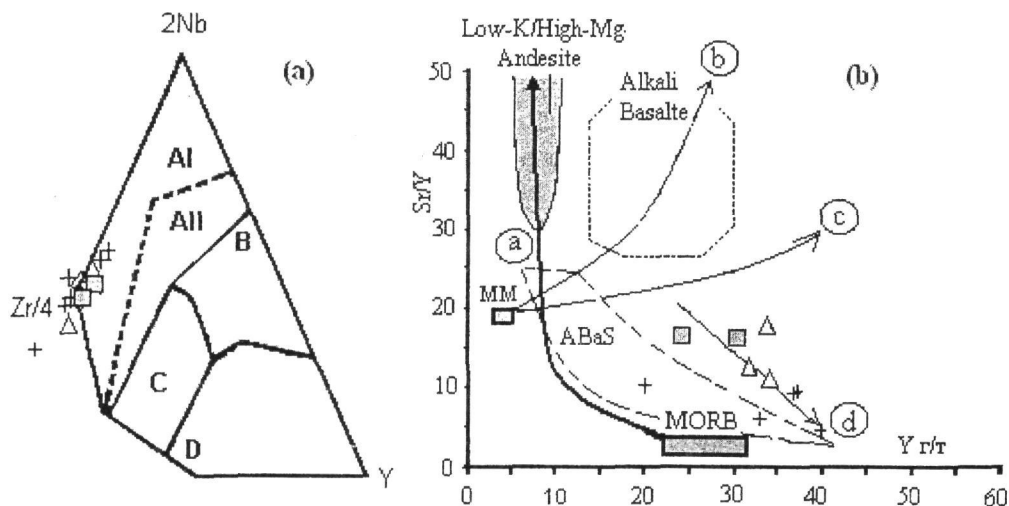 2Nb
(a)
AI
AII
B
Zr/4
C
D
Y
Low-K/High-Mg
Andesite
b
(b)
50
Alkali
Basalte
40
Sr/Y
30
a
c
MM
20
ABaS
10
MORB
d
Y г/т
0
0
10
20
30
40
50
60